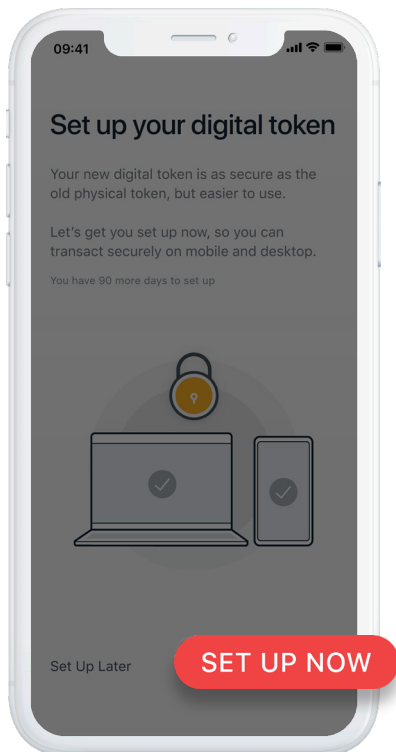 09:41
Set up your digital token
Your new digital token is as secure as the
old physical token, but easier to use.
Let's get you set up now, so you can
transact securely on mobile and desktop.
You have 90 more days to set up
Set Up Later
SET UP NOW